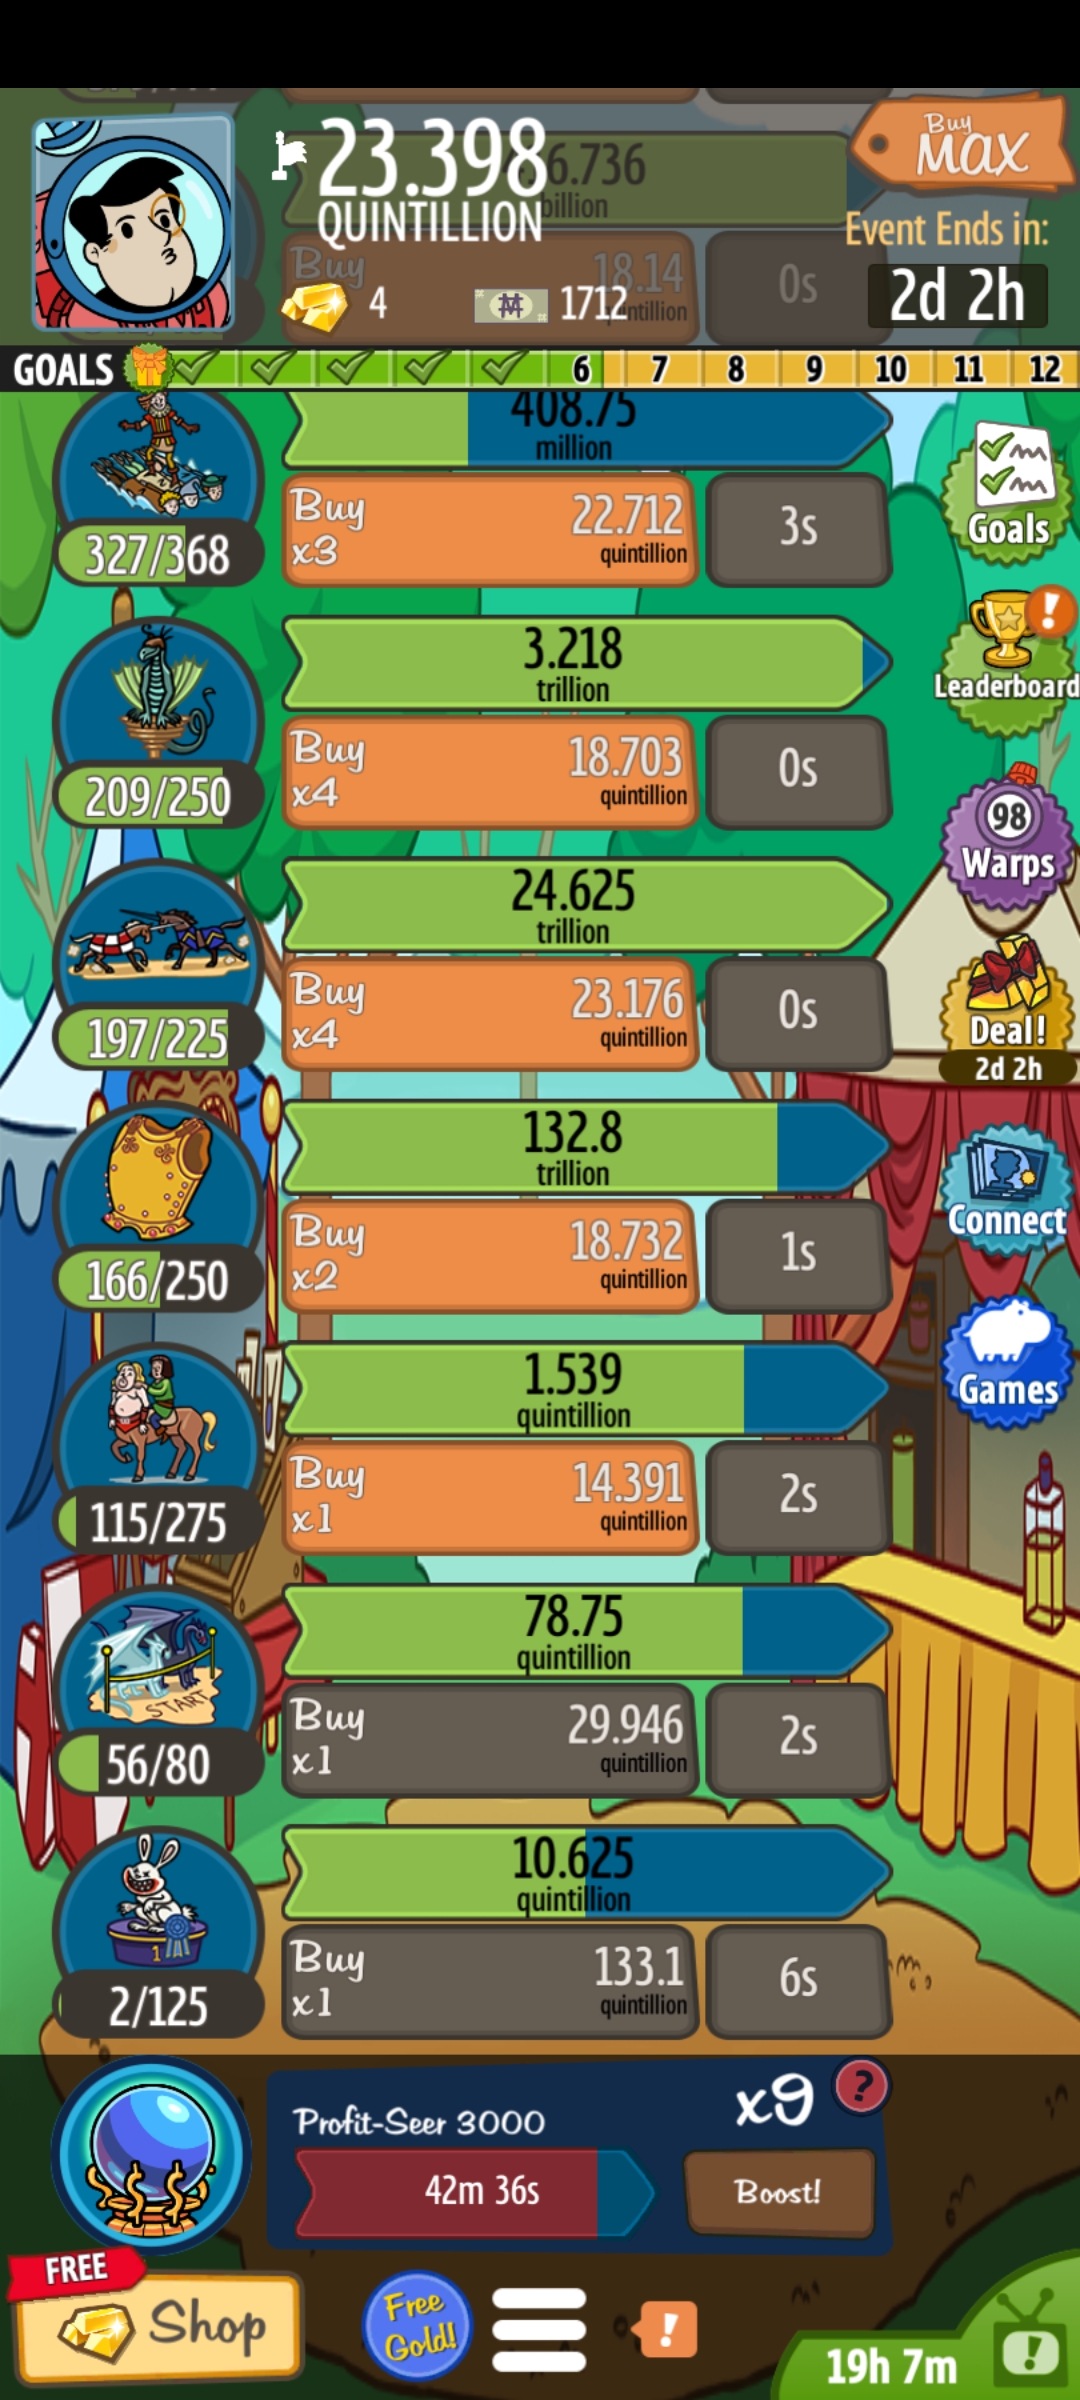 23.398
QUINTILLION
6.736
billion
Buy
MAX
Event Ends in:
2d 2h
Buy
18.14
ntillion
0s
4
1712
GOALS
6 7 8 9 10 11 12
408.75
million
Buy
x3
22.712
quintillion
3s
327/368
Goals
3.218
trillion
Leaderboard
Buy
x4
18.703
quintillion
0s
209/250
98
Warps
24.625
trillion
Buy
x4
23.176
quintillion
0s
197/225
Deal!
2d 2h
132.8
trillion
Buy
x2
18.732
quintillion
1s
166/250
Connect
1.539
quintillion
Games
Buy
x1
14.391
quintillion
2s
115/275
78.75
quintillion
START
Buy
x1
29.946
quintillion
2s
56/80
10.625
quintillion
1
Buy
x1
133.1
quintillion
6s
2/125
Profit-Seer 3000
x9
?
42m 36s
Boost!
FREE
Shop
Free
Gold!
!
19h 7m
!